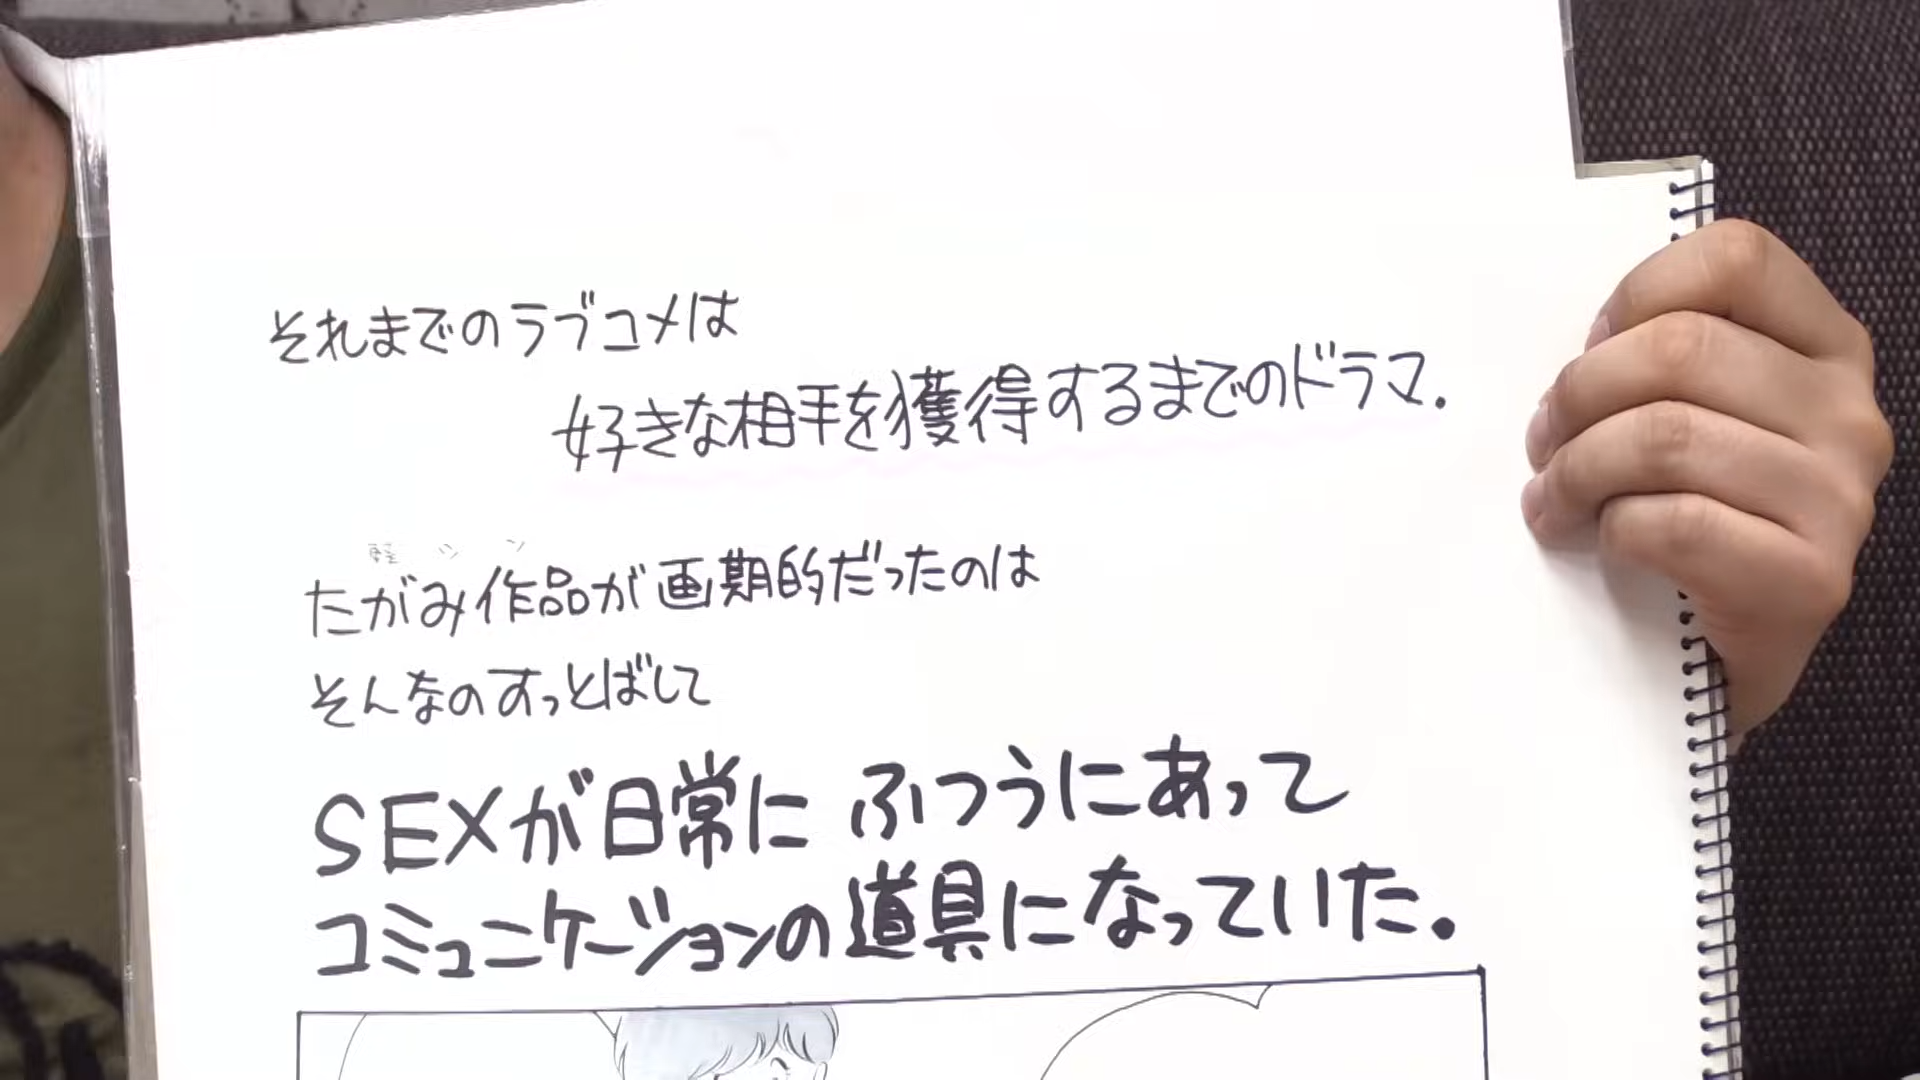 それまでのラブコメは
好きな相手を獲得するまでのドラマ.
たがみ作品が画期的だったのは
そんなのすっとばして
SEXが日常に ふつうにあって
コミュニケーションの道具になっていた.